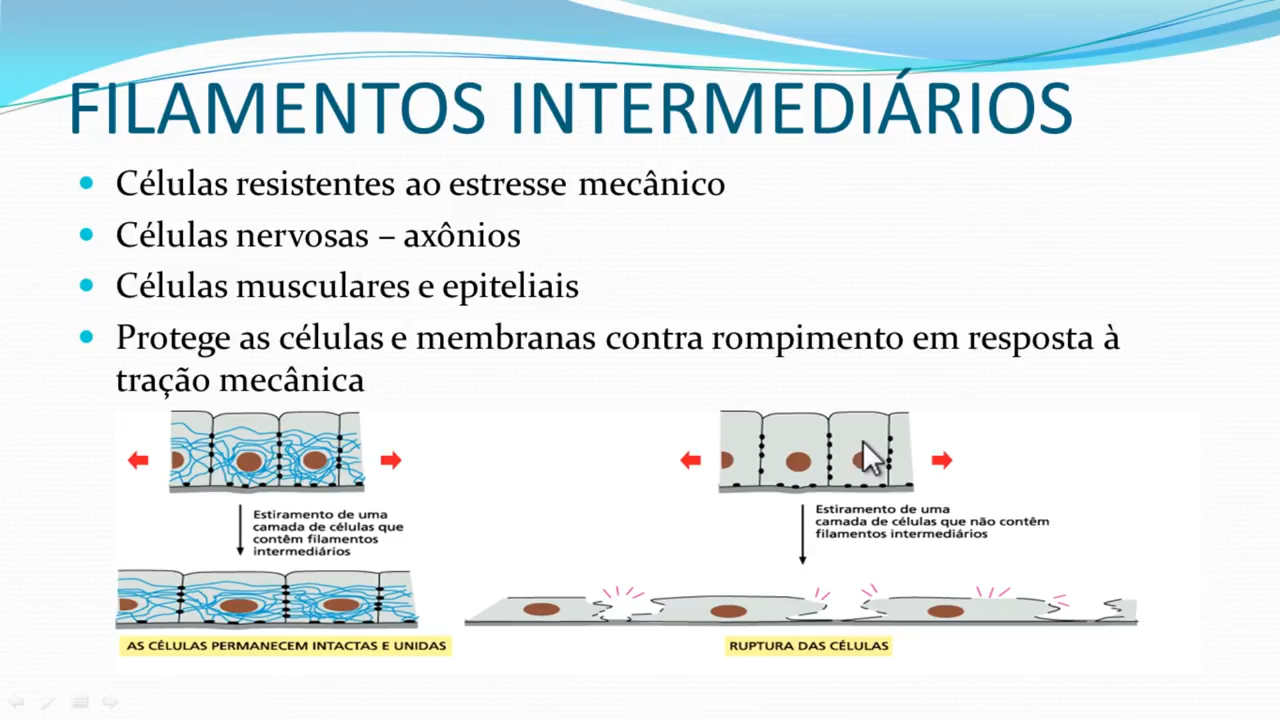 FILAMENTOS INTERMEDIÁRIOS
Células resistentes ao estresse mecânico
Células nervosas – axônios
Células musculares e epiteliais
Protege as células e membranas contra rompimento em resposta à
tração mecânica
Estiramento de uma
camada de células que
contêm filamentos
intermediários
AS CÉLULAS PERMANECEM INTACTAS E UNIDAS
Estiramento de uma
camada de células que não contêm
filamentos intermediários
RUPTURA DAS CÉLULAS